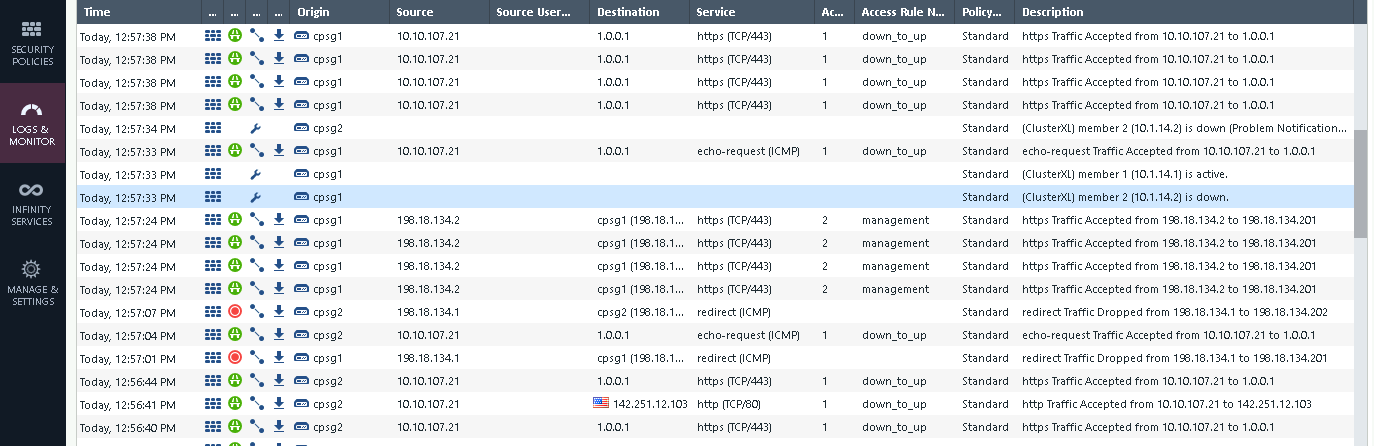 Time ... ... ... ... Origin Source Source User... Destination Service Ac... Access Rule N... Policy... Description
SECURITY
POLICIES
LOGS &
MONITOR
INFINITY
SERVICES
MANAGE &
SETTINGS
Today, 12:57:38 PM cpsg1 10.10.107.21 1.0.0.1 https (TCP/443) 1 down_to_up Standard https Traffic Accepted from 10.10.107.21 to 1.0.0.1
Today, 12:57:38 PM cpsg1 10.10.107.21 1.0.0.1 https (TCP/443) 1 down_to_up Standard https Traffic Accepted from 10.10.107.21 to 1.0.0.1
Today, 12:57:38 PM cpsg1 10.10.107.21 1.0.0.1 https (TCP/443) 1 down_to_up Standard https Traffic Accepted from 10.10.107.21 to 1.0.0.1
Today, 12:57:38 PM cpsg1 10.10.107.21 1.0.0.1 https (TCP/443) 1 down_to_up Standard https Traffic Accepted from 10.10.107.21 to 1.0.0.1
Today, 12:57:34 PM cpsg2 Standard (ClusterXL) member 2 (10.1.14.2) is down (Problem Notification...
Today, 12:57:33 PM cpsg1 10.10.107.21 1.0.0.1 echo-request (ICMP) 1 down_to_up Standard echo-request Traffic Accepted from 10.10.107.21 to 1.0.0.1
Today, 12:57:33 PM cpsg1 Standard (ClusterXL) member 1 (10.1.14.1) is active.
Today, 12:57:33 PM cpsg1 Standard (ClusterXL) member 2 (10.1.14.2) is down.
Today, 12:57:24 PM cpsg1 198.18.134.2 cpsg1 (198.18.1... https (TCP/443) 2 management Standard https Traffic Accepted from 198.18.134.2 to 198.18.134.201
Today, 12:57:24 PM cpsg1 198.18.134.2 cpsg1 (198.18.1... https (TCP/443) 2 management Standard https Traffic Accepted from 198.18.134.2 to 198.18.134.201
Today, 12:57:24 PM cpsg1 198.18.134.2 cpsg1 (198.18.1... https (TCP/443) 2 management Standard https Traffic Accepted from 198.18.134.2 to 198.18.134.201
Today, 12:57:24 PM cpsg1 198.18.134.2 cpsg1 (198.18.1... https (TCP/443) 2 management Standard https Traffic Accepted from 198.18.134.2 to 198.18.134.201
Today, 12:57:07 PM cpsg2 198.18.134.1 cpsg2 (198.18.1... redirect (ICMP) Standard redirect Traffic Dropped from 198.18.134.1 to 198.18.134.202
Today, 12:57:04 PM cpsg2 10.10.107.21 1.0.0.1 echo-request (ICMP) 1 down_to_up Standard echo-request Traffic Accepted from 10.10.107.21 to 1.0.0.1
Today, 12:57:01 PM cpsg1 198.18.134.1 cpsg1 (198.18.1... redirect (ICMP) Standard redirect Traffic Dropped from 198.18.134.1 to 198.18.134.201
Today, 12:56:44 PM cpsg2 10.10.107.21 1.0.0.1 https (TCP/443) 1 down_to_up Standard https Traffic Accepted from 10.10.107.21 to 1.0.0.1
Today, 12:56:41 PM cpsg2 10.10.107.21 142.251.12.103 http (TCP/80) 1 down_to_up Standard http Traffic Accepted from 10.10.107.21 to 142.251.12.103
Today, 12:56:40 PM cpsg2 10.10.107.21 1.0.0.1 https (TCP/443) 1 down_to_up Standard https Traffic Accepted from 10.10.107.21 to 1.0.0.1